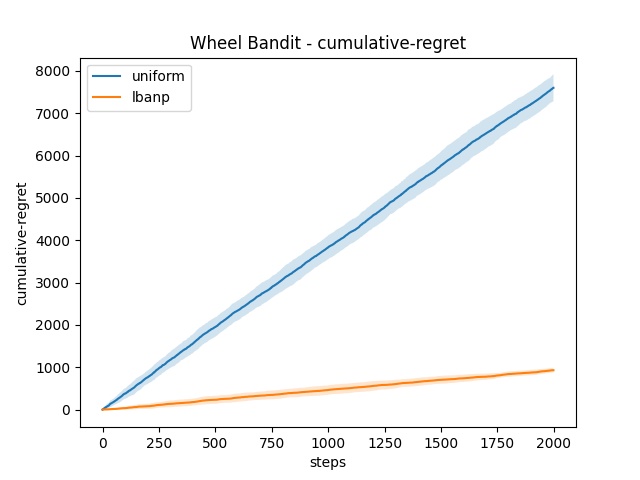 Wheel Bandit - cumulative-regret
uniform
lbanp
cumulative-regret
8000
7000
6000
5000
4000
3000
2000
1000
0
0 250 500 750 1000 1250 1500 1750 2000
steps